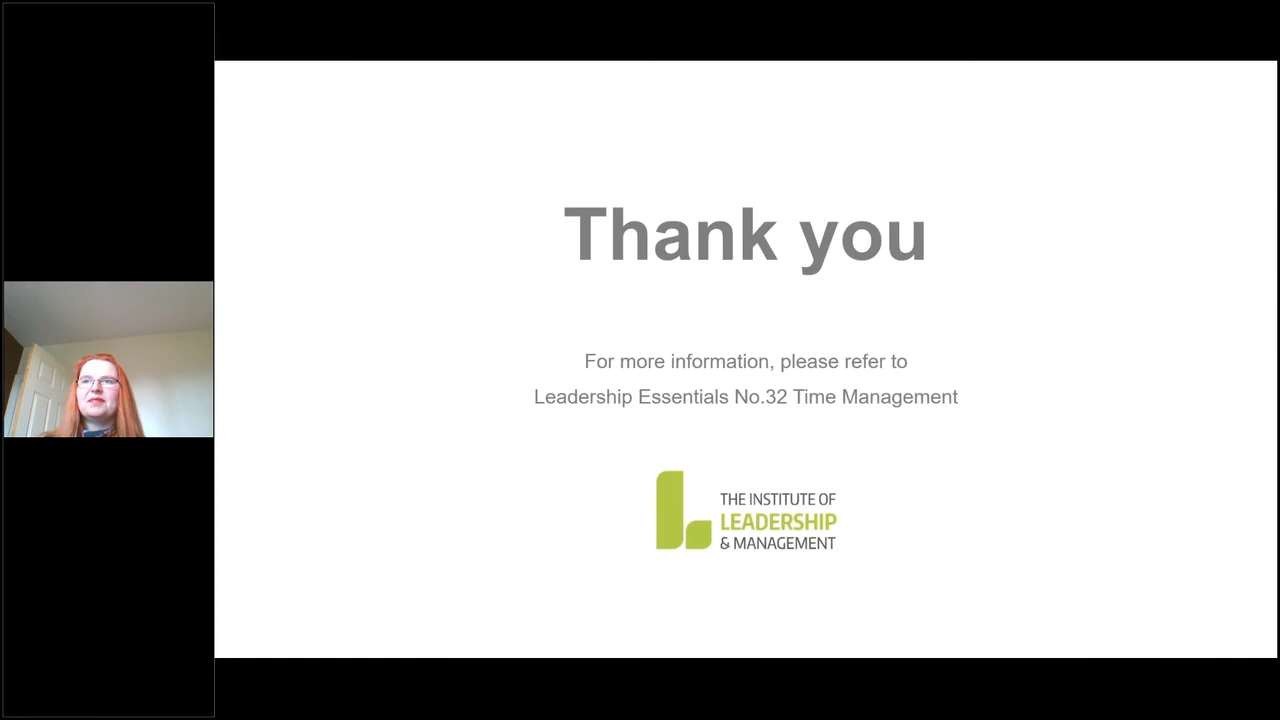 Thank you
For more information, please refer to
Leadership Essentials No.32 Time Management
THE INSTITUTE OF
LEADERSHIP
& MANAGEMENT